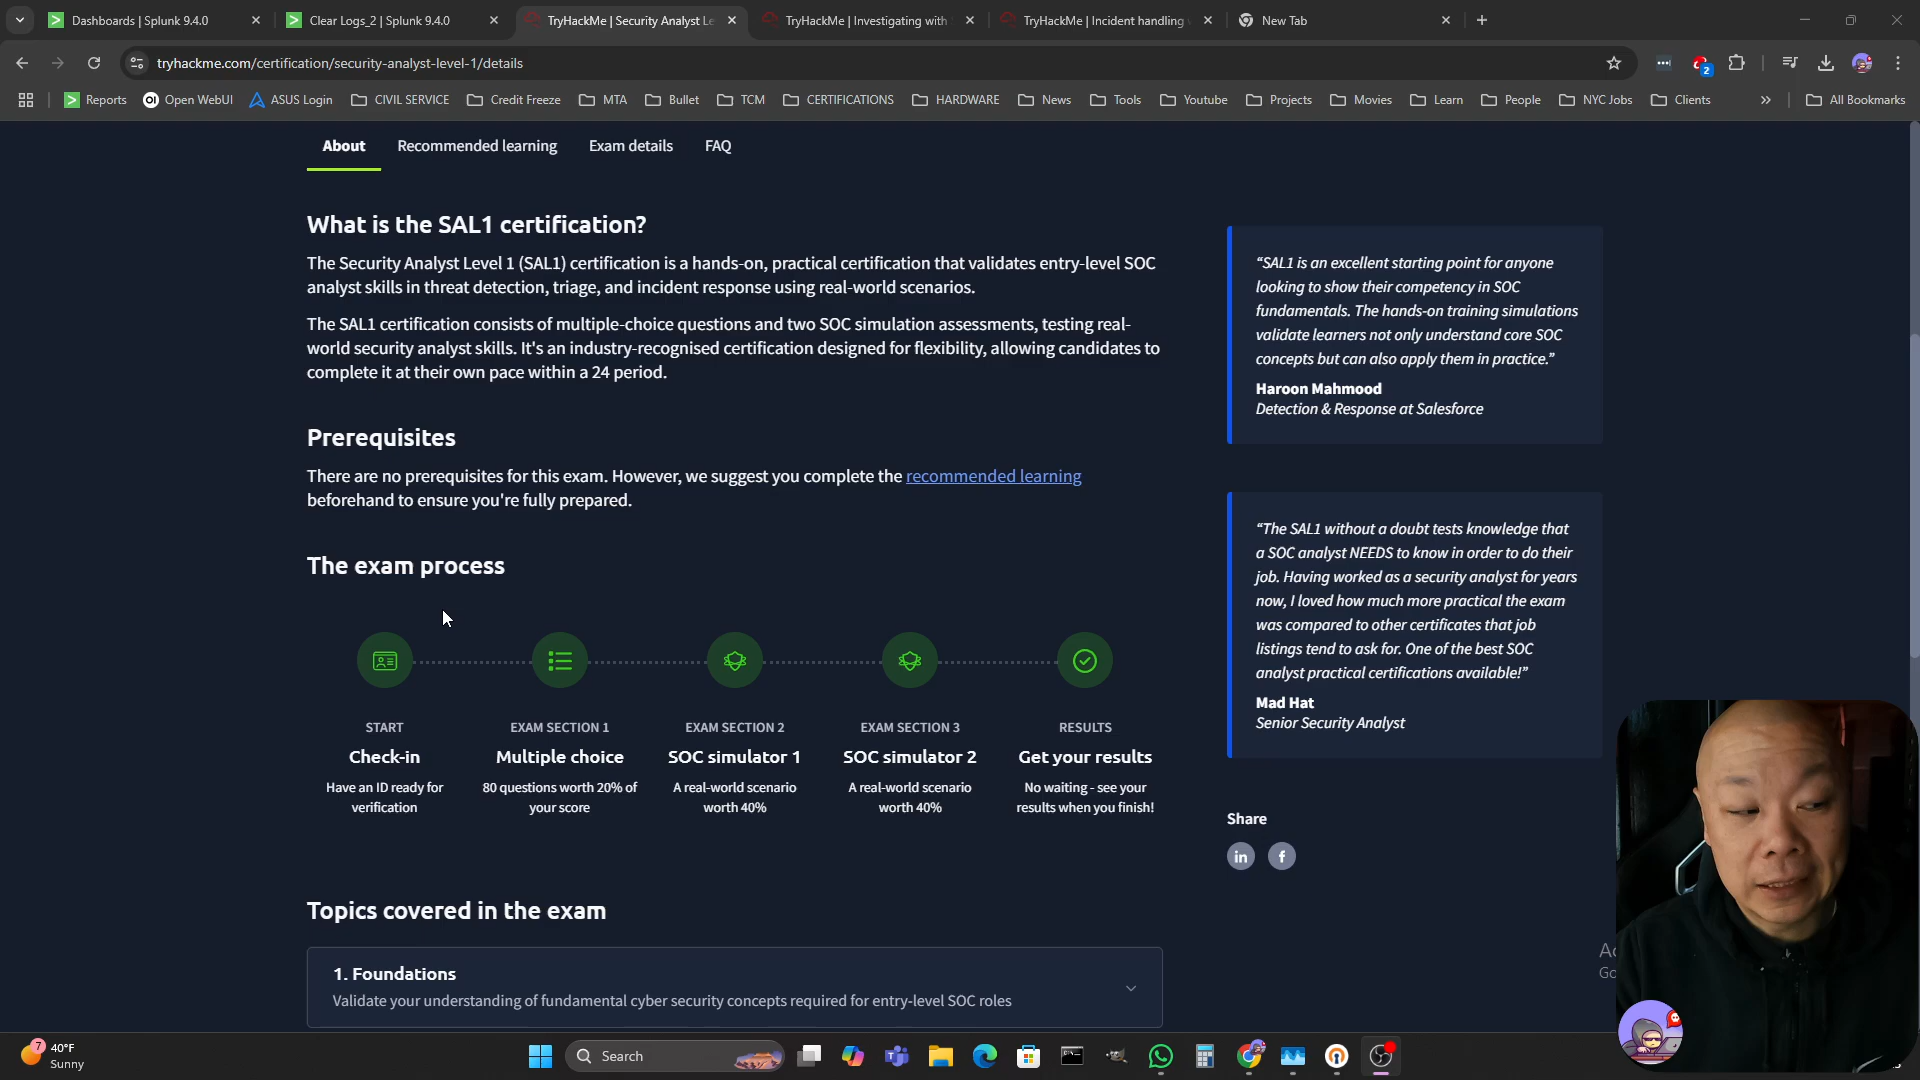 Dashboards | Splunk 9.4.0
Clear Logs_2 | Splunk 9.4.0
TryHackMe | Security Analyst Le
TryHackMe | Investigating with
TryHackMe | Incident handling
New Tab
tryhackme.com/certification/security-analyst-level-1/details
2
Reports
Open WebUI
ASUS Login
CIVIL SERVICE
Credit Freeze
MTA
Bullet
TCM
CERTIFICATIONS
HARDWARE
News
Tools
Youtube
Projects
Movies
Learn
People
NYC Jobs
Clients
All Bookmarks
About
Recommended learning
Exam details
FAQ
What is the SAL1 certification?
The Security Analyst Level 1 (SAL1) certification is a hands-on, practical certification that validates entry-level SOC
analyst skills in threat detection, triage, and incident response using real-world scenarios.
The SAL1 certification consists of multiple-choice questions and two SOC simulation assessments, testing real-
world security analyst skills. It's an industry-recognised certification designed for flexibility, allowing candidates to
complete it at their own pace within a 24 period.
Prerequisites
There are no prerequisites for this exam. However, we suggest you complete the recommended learning
beforehand to ensure you're fully prepared.
The exam process
START
Check-in
Have an ID ready for
verification
EXAM SECTION 1
Multiple choice
80 questions worth 20% of
your score
EXAM SECTION 2
SOC simulator 1
A real-world scenario
worth 40%
EXAM SECTION 3
SOC simulator 2
A real-world scenario
worth 40%
RESULTS
Get your results
No waiting - see your
results when you finish!
Topics covered in the exam
1. Foundations
Validate your understanding of fundamental cyber security concepts required for entry-level SOC roles
“SAL1 is an excellent starting point for anyone
looking to show their competency in SOC
fundamentals. The hands-on training simulations
validate learners not only understand core SOC
concepts but can also apply them in practice.”
Haroon Mahmood
Detection & Response at Salesforce
“The SAL1 without a doubt tests knowledge that
a SOC analyst NEEDS to know in order to do their
job. Having worked as a security analyst for years
now, I loved how much more practical the exam
was compared to other certificates that job
listings tend to ask for. One of the best SOC
analyst practical certifications available!”
Mad Hat
Senior Security Analyst
Share
in
f
7
40°F
Sunny
Search